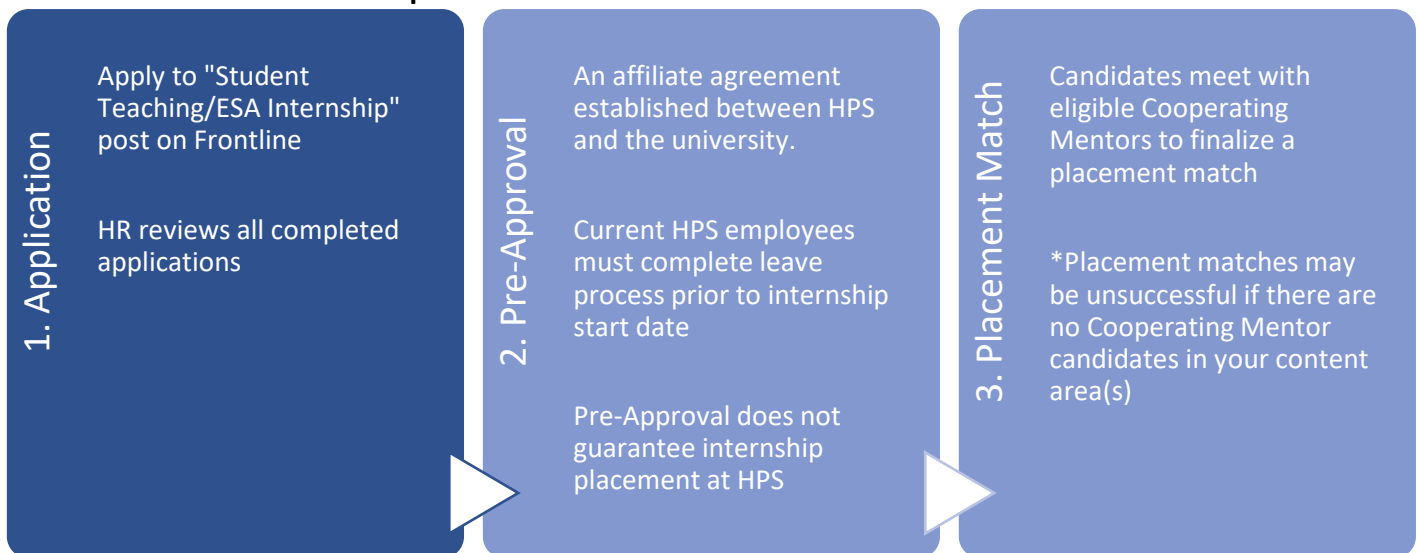 1. Application
Apply to "Student
Teaching/ESA Internship"
post on Frontline
HR reviews all completed
applications
2. Pre-Approval
An affiliate agreement
established between HPS
and the university.
Current HPS employees
must complete leave
process prior to internship
start date
Pre-Approval does not
guarantee internship
placement at HPS
3. Placement Match
Candidates meet with
eligible Cooperating
Mentors to finalize a
placement match
*Placement matches may
be unsuccessful if there are
no Cooperating Mentor
candidates in your content
area(s)